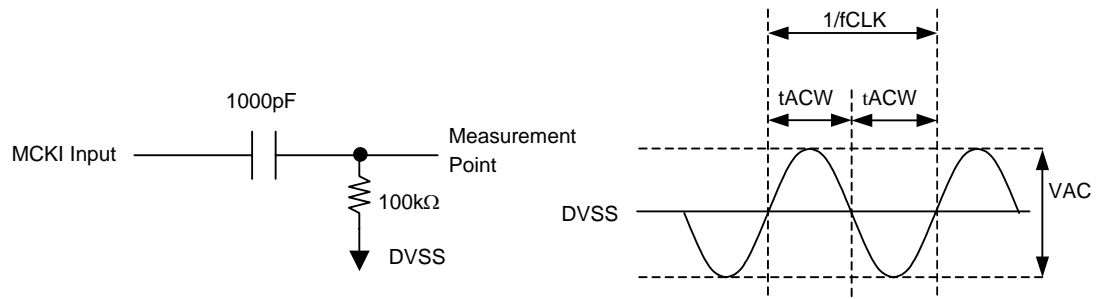 1000pF
MCKI Input
Measurement
Point
100kΩ
DVSS
1/fCLK
tACW
tACW
VAC
DVSS